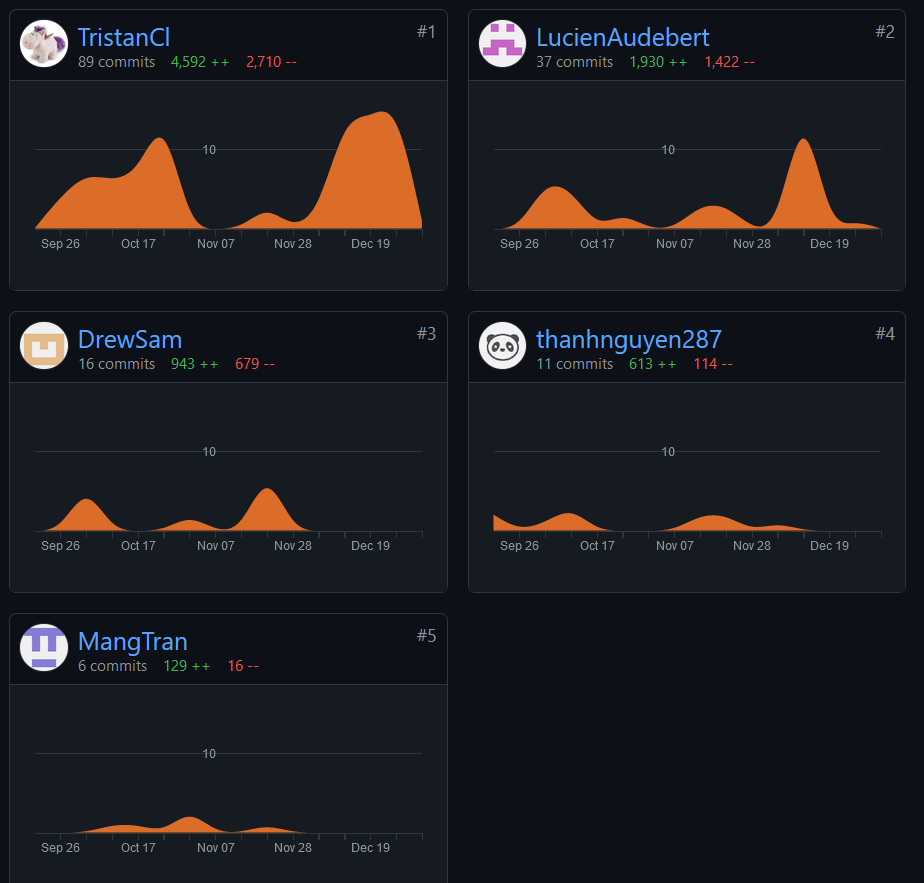 TristanCl #1
89 commits 4,592 ++ 2,710 --
10
Sep 26 Oct 17 Nov 07 Nov 28 Dec 19
LucienAudebert #2
37 commits 1,930 ++ 1,422 --
10
Sep 26 Oct 17 Nov 07 Nov 28 Dec 19
DrewSam #3
16 commits 943 ++ 679 --
10
Sep 26 Oct 17 Nov 07 Nov 28 Dec 19
thanhnguyen287 #4
11 commits 613 ++ 114 --
10
Sep 26 Oct 17 Nov 07 Nov 28 Dec 19
MangTran #5
6 commits 129 ++ 16 --
10
Sep 26 Oct 17 Nov 07 Nov 28 Dec 19